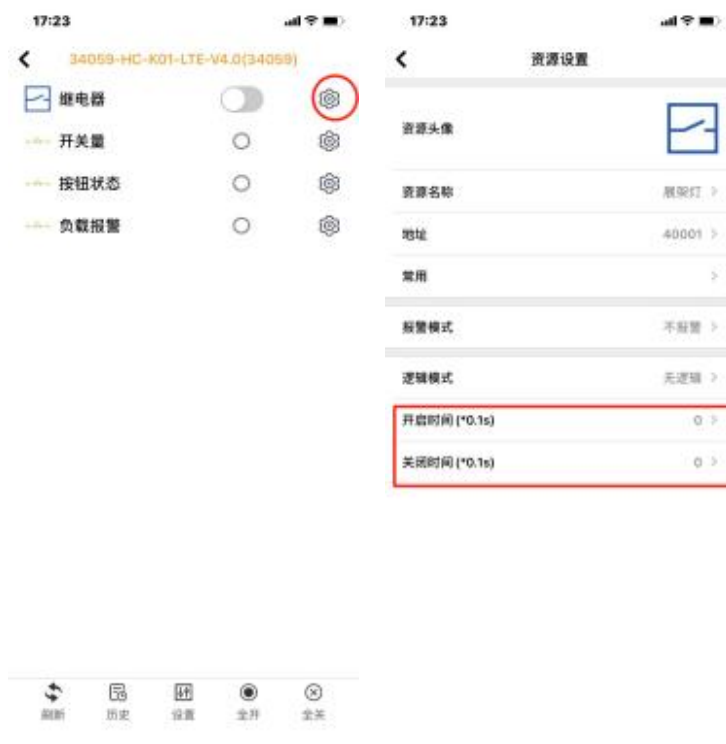 17:23
34059-HC-K01-LTE-V4.0(34059)
继电器
开关量
按钮状态
负载报警
刷新
历史
设置
全开
全关
17:23
资源设置
资源头像
资源名称 展架灯
地址 40001
常用
报警模式 不报警
逻辑模式 无逻辑
开启时间 (*0.1s) 0
关闭时间 (*0.1s) 0